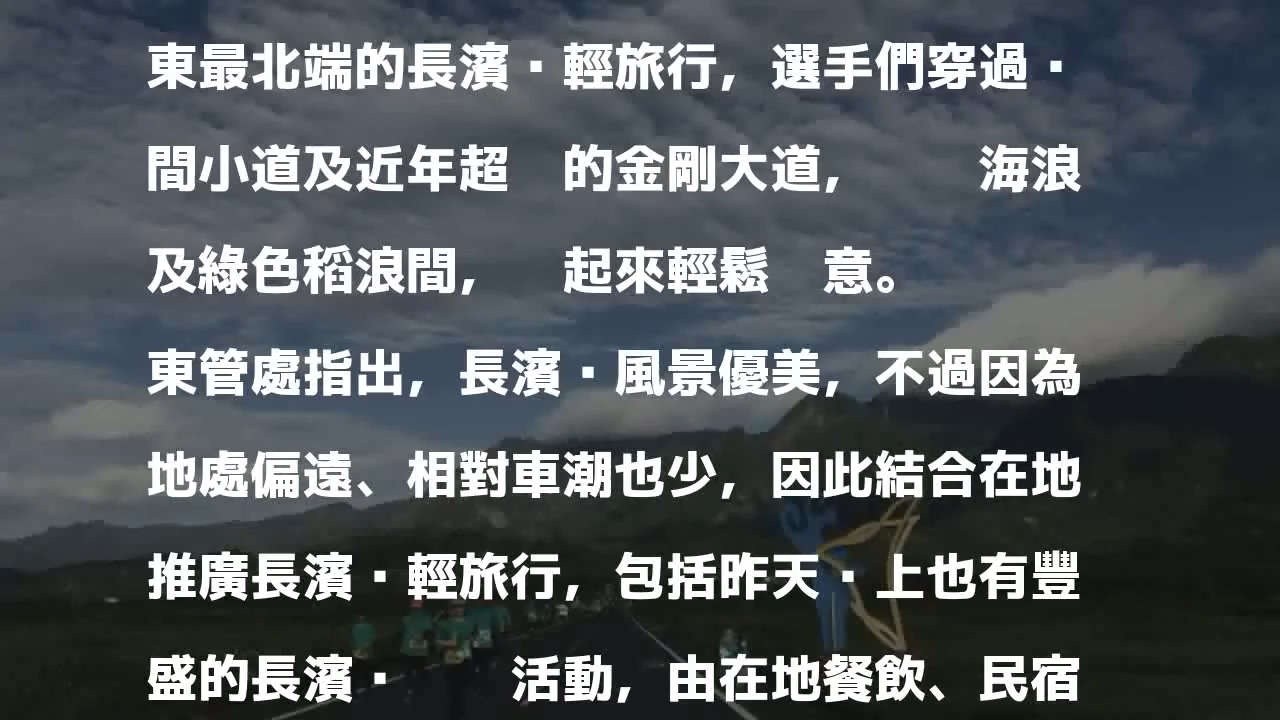 東最北端的長濱·輕旅行，選手們穿過·
間小道及近年超　的金剛大道，　　海浪
及綠色稻浪間，　起來輕鬆　意。
東管處指出，長濱·風景優美，不過因為
地處偏遠、相對車潮也少，因此結合在地
推廣長濱·輕旅行，包括昨天·上也有豐
盛的長濱·　　活動，由在地餐飲、民宿